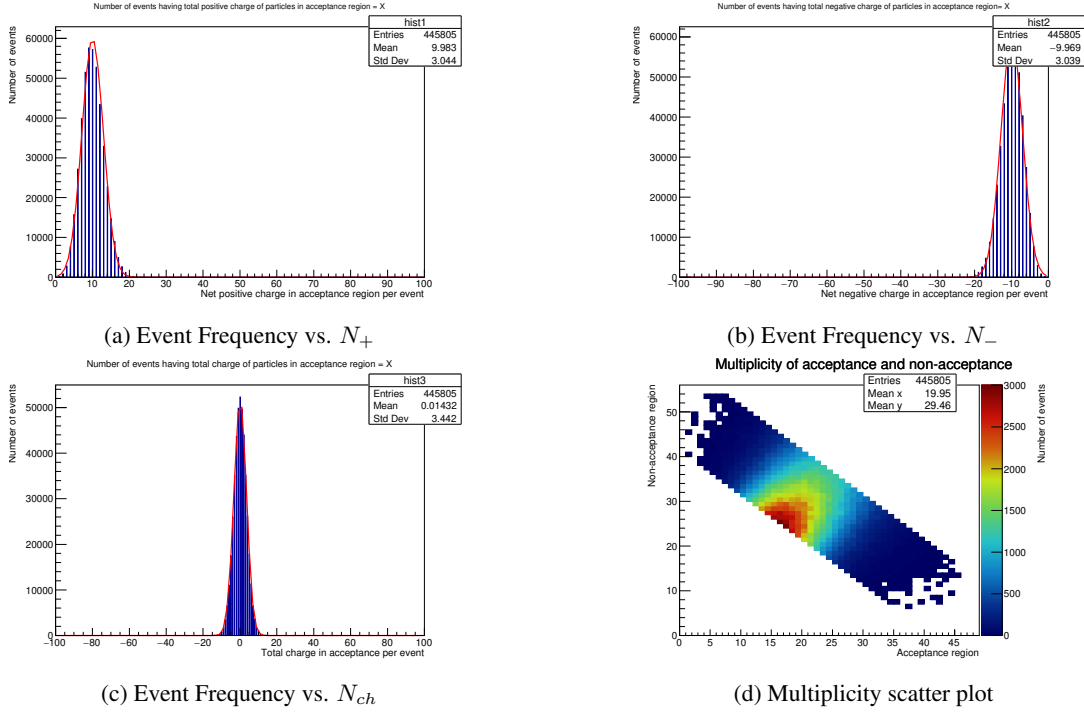 Number of events having total positive charge of particles in acceptance region = X
hist1
Entries 445805
Mean 9.983
Std Dev 3.044
Number of events
60000
50000
40000
30000
20000
10000
0
0 10 20 30 40 50 60 70 80 90 100
Net positive charge in acceptance region per event
(a) Event Frequency vs. N+
Number of events having total negative charge of particles in acceptance region= X
hist2
Entries 445805
Mean −9.969
Std Dev 3.039
Number of events
60000
50000
40000
30000
20000
10000
0
−100 −90 −80 −70 −60 −50 −40 −30 −20 −10 0
Net negative charge in acceptance region per event
(b) Event Frequency vs. N−
Number of events having total charge of particles in acceptance region = X
hist3
Entries 445805
Mean 0.01432
Std Dev 3.442
Number of events
50000
40000
30000
20000
10000
0
−100 −80 −60 −40 −20 0 20 40 60 80 100
Total charge in acceptance per event
(c) Event Frequency vs. Nch
Multiplicity of acceptance and non-acceptance
Entries 445805
Mean x 19.95
Mean y 29.46
Non-acceptance region
50
40
30
20
10
0
0 5 10 15 20 25 30 35 40 45
Acceptance region
3000
2500
2000
1500
1000
500
0
Number of events
(d) Multiplicity scatter plot